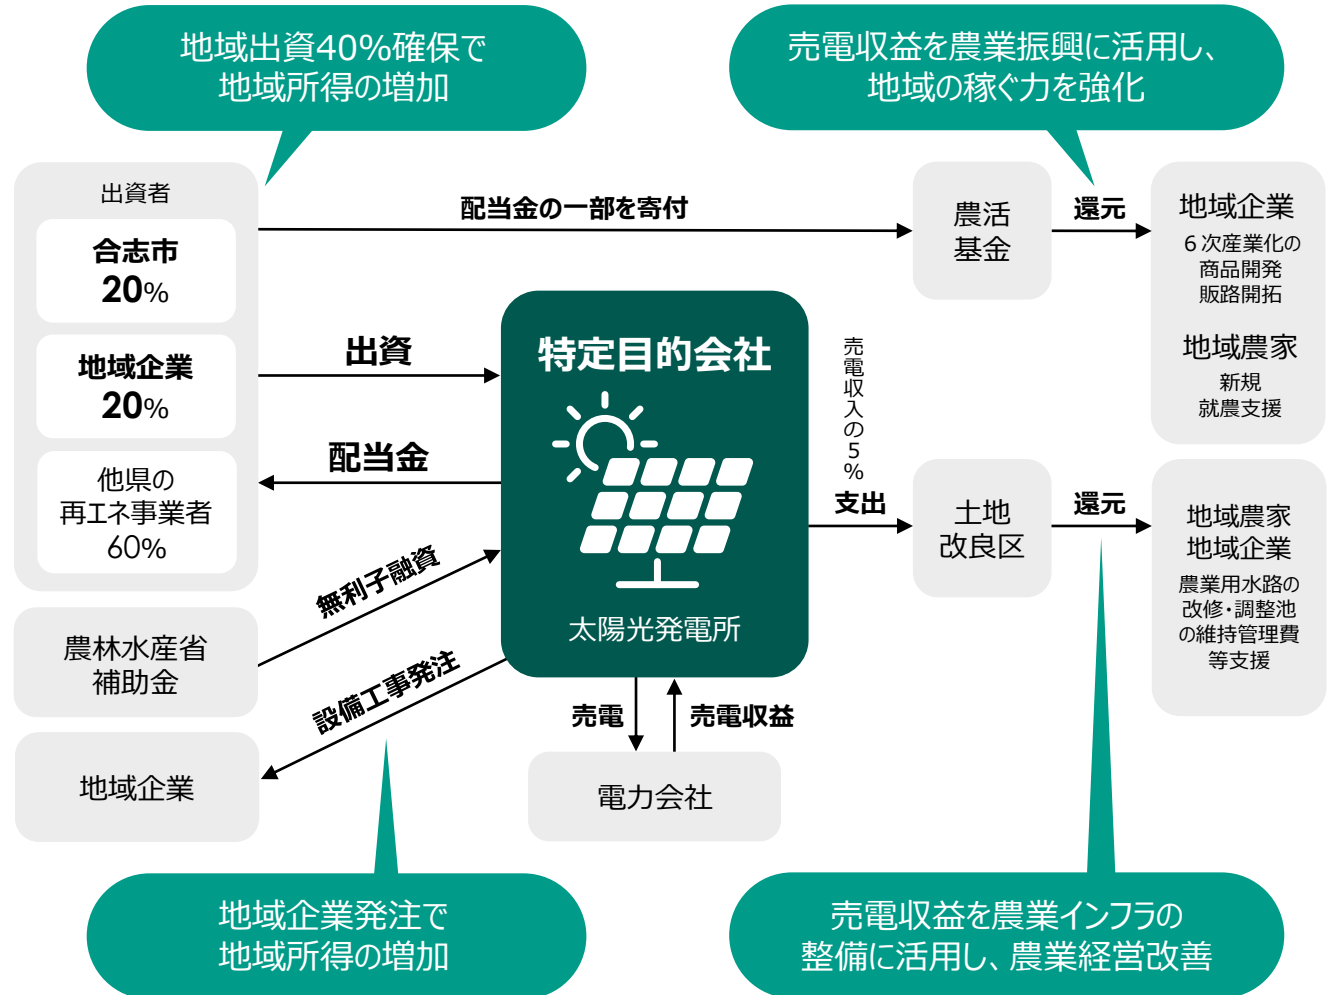 地域出資40%確保で
地域所得の増加
売電収益を農業振興に活用し、
地域の稼ぐ力を強化
出資者
合志市
20%
地域企業
20%
他県の
再エネ事業者
60%
配当金の一部を寄付
農活
基金
還元
地域企業
6次産業化の
商品開発
販路開拓
地域農家
新規
就農支援
出資
配当金
特定目的会社
太陽光発電所
売電収入の5%
支出
土地
改良区
還元
地域農家
地域企業
農業用水路の
改修・調整池
の維持管理費
等支援
農林水産省
補助金
無利子融資
設備工事発注
地域企業
売電
売電収益
電力会社
地域企業発注で
地域所得の増加
売電収益を農業インフラの
整備に活用し、農業経営改善